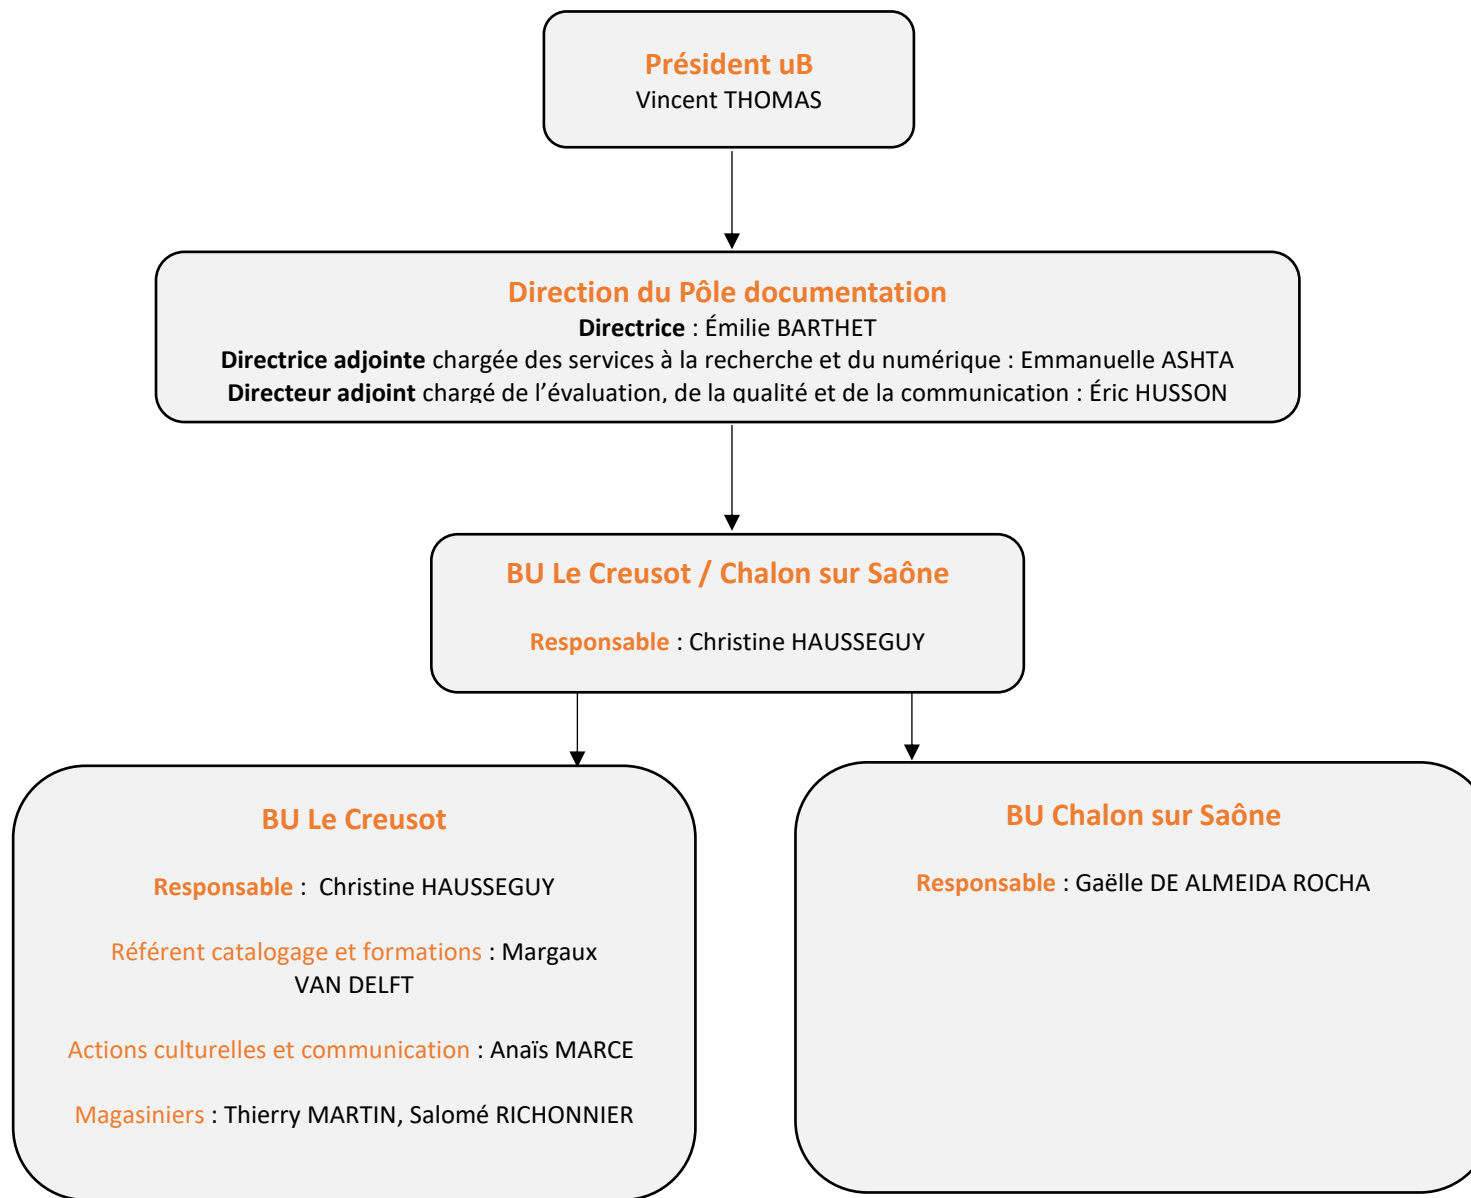 Président uB
Vincent THOMAS
Direction du Pôle documentation
Directrice : Émilie BARTHET
Directrice adjointe chargée des services à la recherche et du numérique : Emmanuelle ASHTA
Directeur adjoint chargé de l’évaluation, de la qualité et de la communication : Éric HUSSON
BU Le Creusot / Chalon sur Saône
Responsable : Christine HAUSSEGUY
BU Le Creusot
Responsable : Christine HAUSSEGUY
Référent catalogage et formations : Margaux
VAN DELFT
Actions culturelles et communication : Anaïs MARCE
Magasiniers : Thierry MARTIN, Salomé RICHONNIER
BU Chalon sur Saône
Responsable : Gaëlle DE ALMEIDA ROCHA